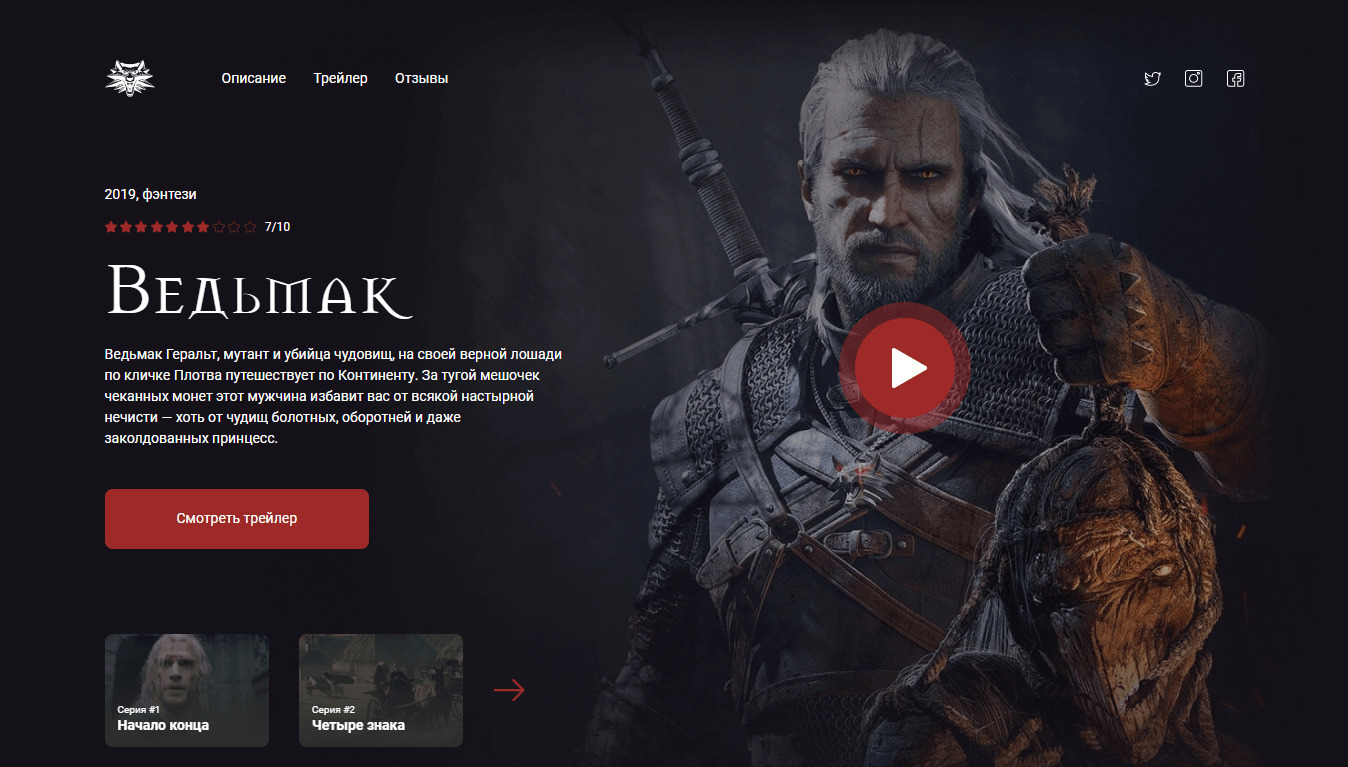 Описание Трейлер Отзывы
2019, фэнтези
7/10
Ведьмак
Ведьмак Геральт, мутант и убийца чудовищ, на своей верной лошади
по кличке Плотва путешествует по Континенту. За тугой мешочек
чеканных монет этот мужчина избавит вас от всякой настырной
нечисти — хоть от чудищ болотных, оборотней и даже
заколдованных принцесс.
Смотреть трейлер
Серия #1
Начало конца
Серия #2
Четыре знака